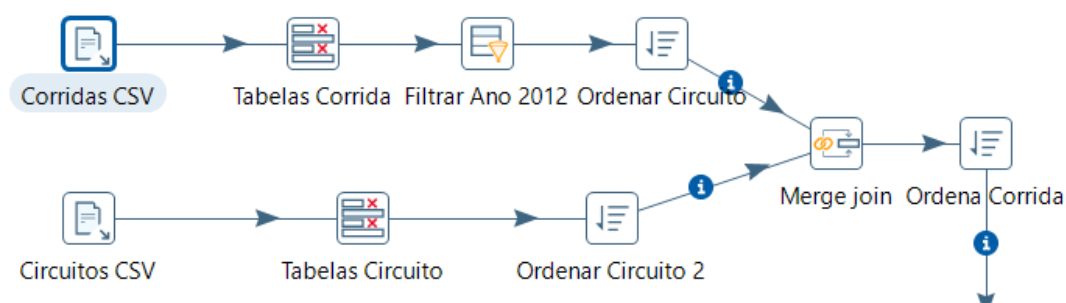 Corridas CSV
Tabelas Corrida
Filtrar Ano 2012
Ordenar Circuito
Merge join
Ordena Corrida
Circuitos CSV
Tabelas Circuito
Ordenar Circuito 2